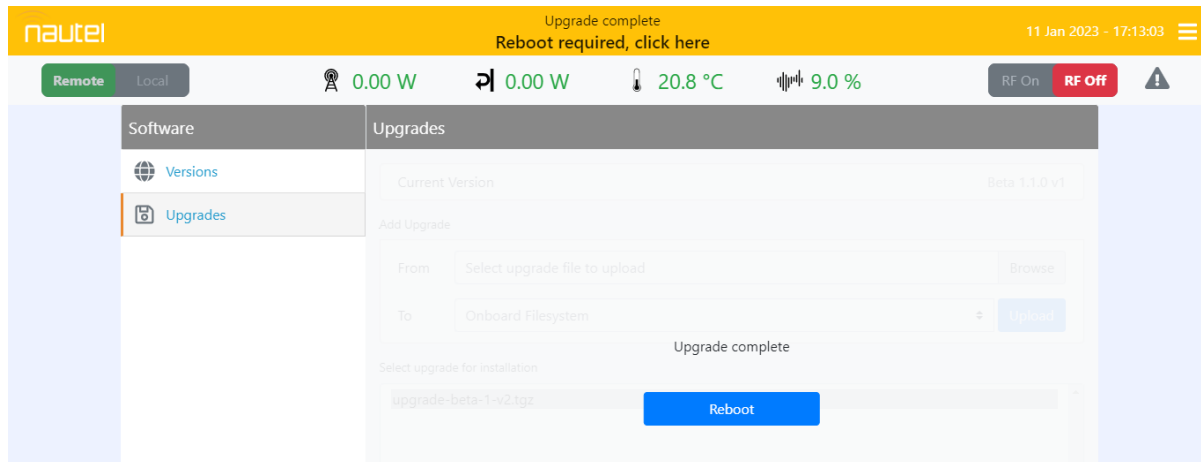 nautel
Upgrade complete
Reboot required, click here
11 Jan 2023 - 17:13:03
Remote Local
0.00 W 0.00 W 20.8 °C 9.0 %
RF On RF Off
Software
Versions
Upgrades
Upgrades
Current Version Beta 1.1.0 v1
Add Upgrade
From Select upgrade file to upload Browse
To Onboard Filesystem Upload
Upgrade complete
Select upgrade for installation
upgrade-beta-1-v2.tgz
Reboot